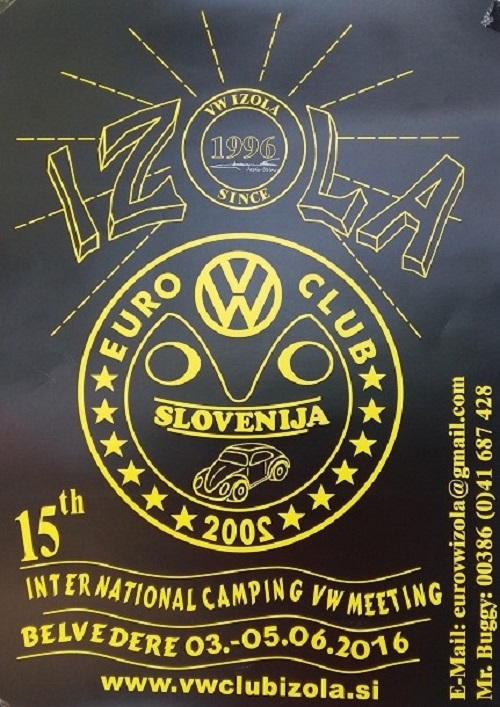 VW IZOLA
1996
SINCE
IZOLA
EURO CLUB
VW
SLOVENIJA
2002
15th
INTERNATIONAL CAMPING VW MEETING
BELVEDERE 03.-05.06.2016
www.vwclubizola.si
E-Mail: eurovwizola@gmail.com
Mr. Buggy: 00386 (0)41 687 428